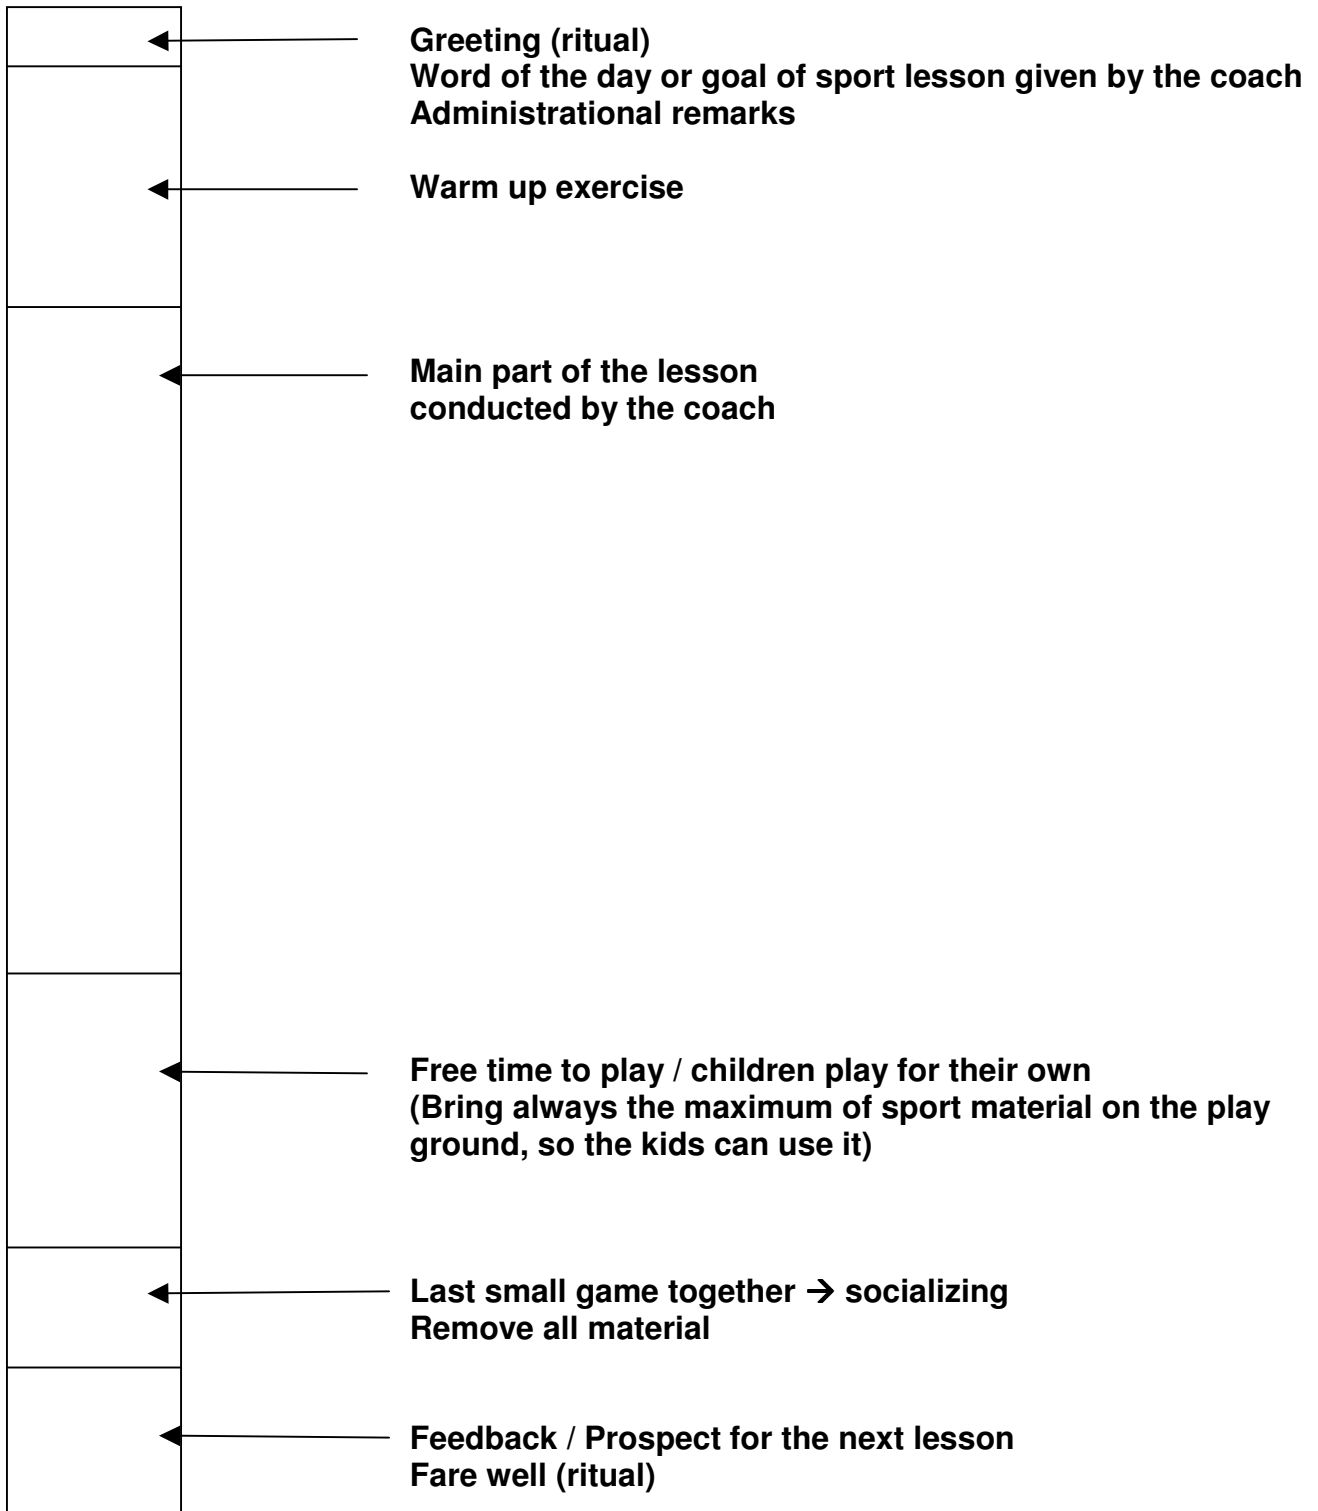 Greeting (ritual)
Word of the day or goal of sport lesson given by the coach
Administrational remarks
Warm up exercise
Main part of the lesson
conducted by the coach
Free time to play / children play for their own
(Bring always the maximum of sport material on the play
ground, so the kids can use it)
Last small game together → socializing
Remove all material
Feedback / Prospect for the next lesson
Fare well (ritual)